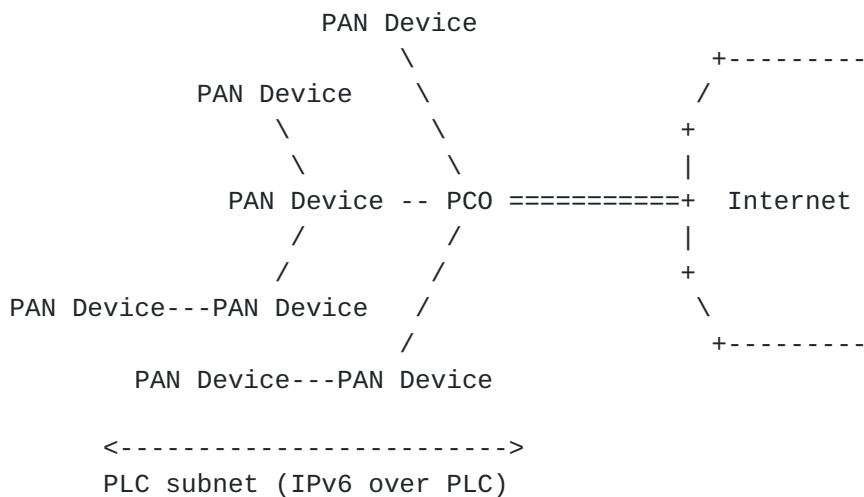 PAN Device
PAN Device
PAN Device -- PCO ===========+ Internet
PAN Device---PAN Device
PAN Device---PAN Device
<-------------------------->
PLC subnet (IPv6 over PLC)